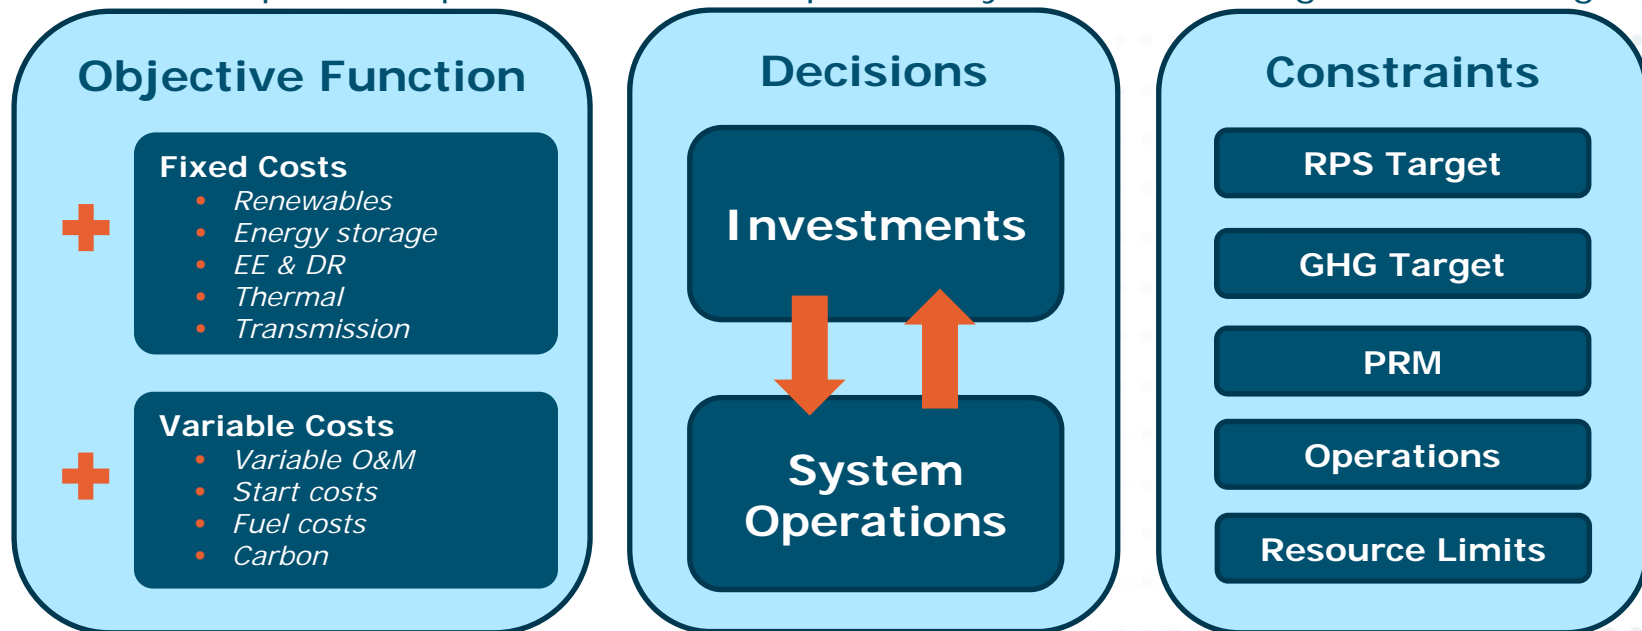 Objective Function
Fixed Costs
• Renewables
• Energy storage
• EE & DR
• Thermal
• Transmission
Variable Costs
• Variable O&M
• Start costs
• Fuel costs
• Carbon
Decisions
Investments
System
Operations
Constraints
RPS Target
GHG Target
PRM
Operations
Resource Limits